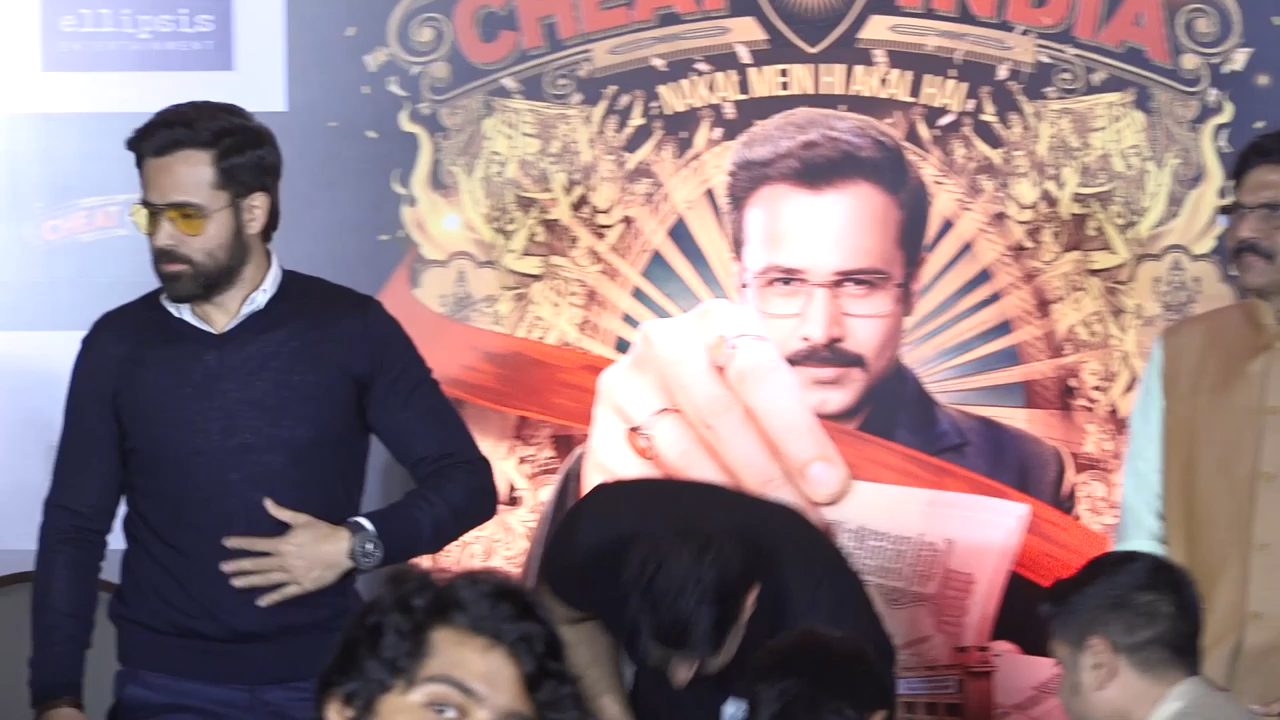 ellipsis
ENTERTAINMENT
CHEAT INDIA
NAKAL MEIN HI AKAL HAI
CHEAT